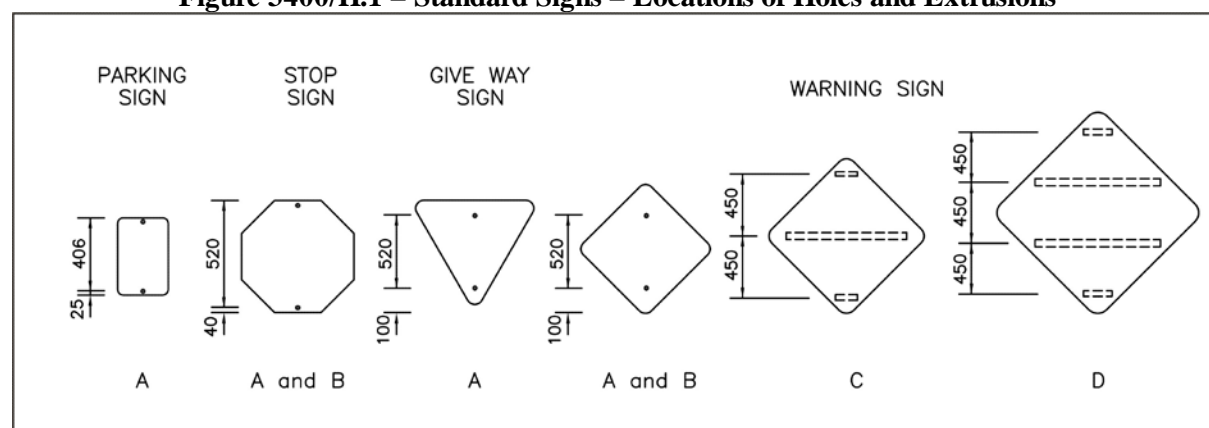 Figure 3400/H.1 – Standard Signs – Locations of Holes and Extrusions
PARKING
SIGN
STOP
SIGN
GIVE WAY
SIGN
WARNING SIGN
406
25
520
40
520
100
520
100
450
450
450
450
450
A
A and B
A
A and B
C
D